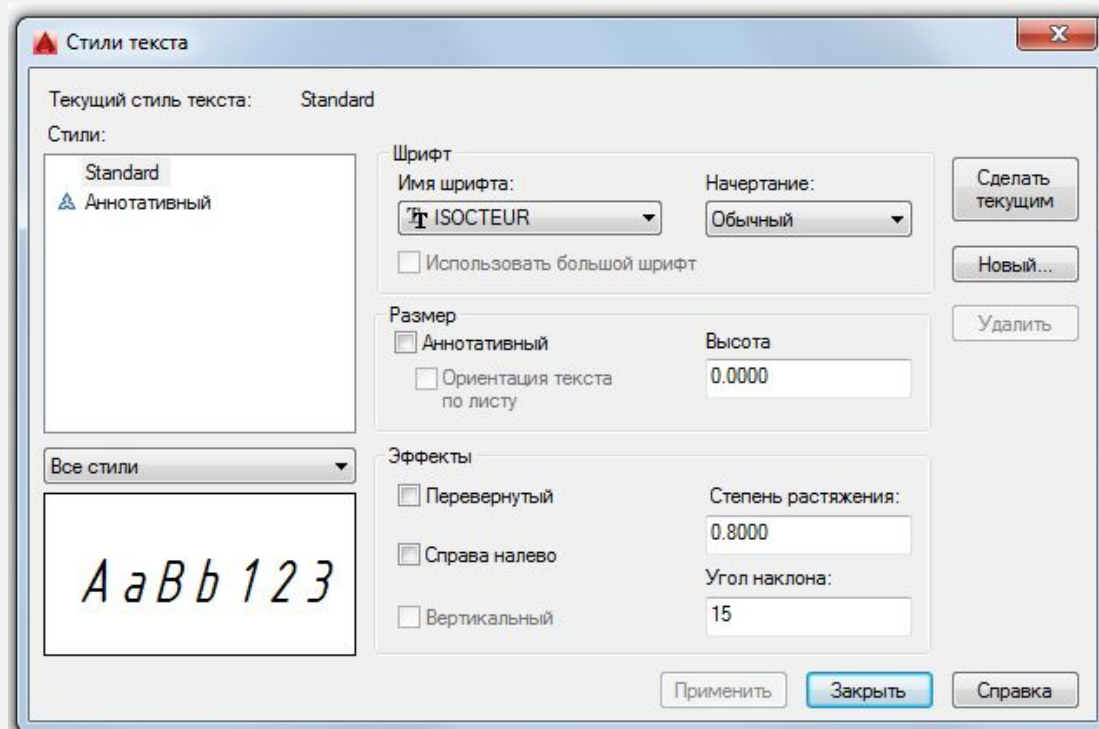 Стили текста
Текущий стиль текста: Standard
Стили:
Standard
Аннотативный
Все стили
AaBb123
Шрифт
Имя шрифта:
ISOCTEUR
Начертание:
Обычный
Использовать большой шрифт
Размер
Аннотативный
Ориентация текста
по листу
Высота
0.0000
Эффекты
Перевернутый
Справа налево
Вертикальный
Степень растяжения:
0.8000
Угол наклона:
15
Сделать
текущим
Новый...
Удалить
Применить
Закрыть
Справка